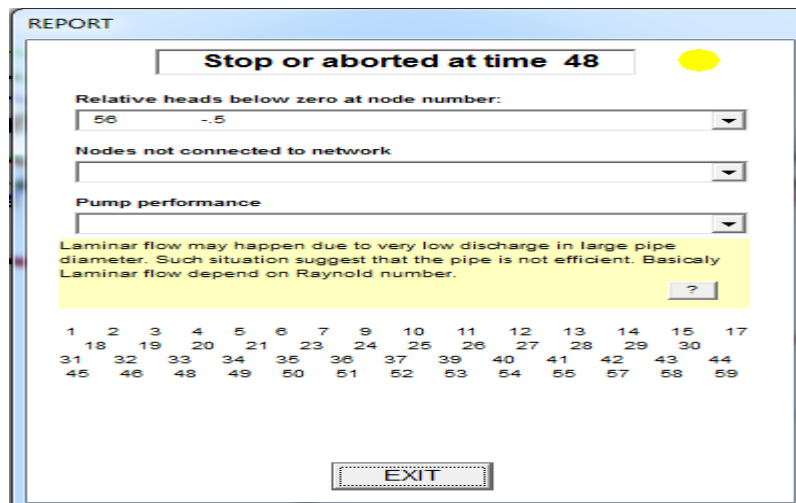 REPORT
Stop or aborted at time 48
Relative heads below zero at node number:
56 -.5
Nodes not connected to network
Pump performance
Laminar flow may happen due to very low discharge in large pipe
diameter. Such situation suggest that the pipe is not efficient. Basicaly
Laminar flow depend on Raynold number.
?
1 2 3 4 5 6 7 9 10 11 12 13 14 15 17
18 19 20 21 23 24 25 26 27 28 29 30
31 32 33 34 35 36 37 39 40 41 42 43 44
45 46 48 49 50 51 52 53 54 55 57 58 59
EXIT